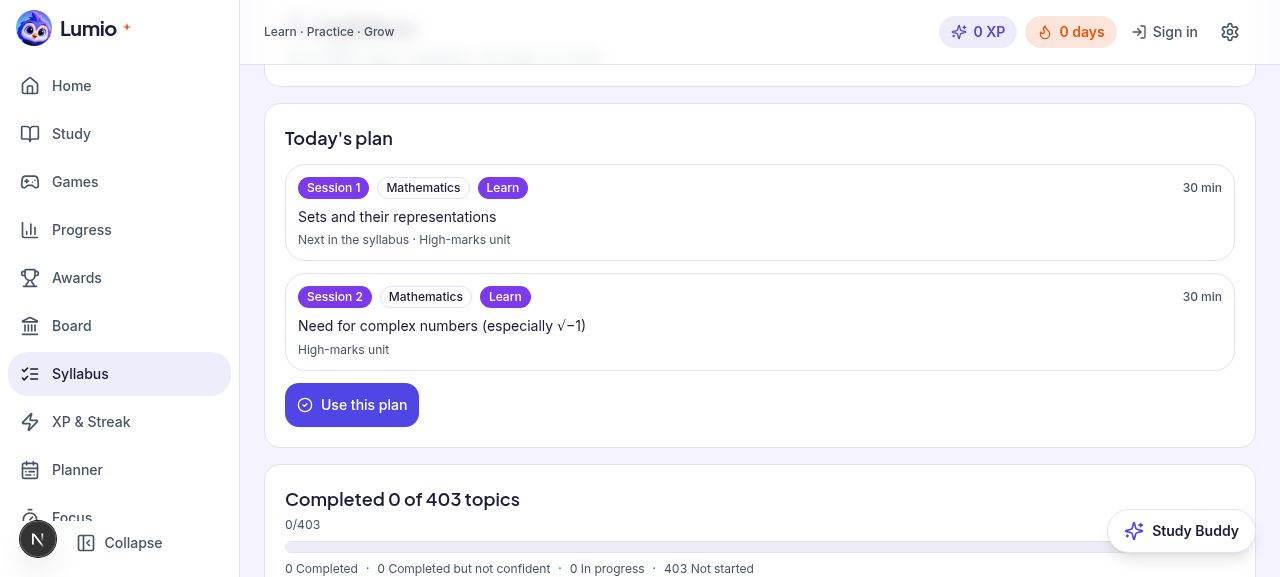 Lumio
Learn · Practice · Grow
0 XP
0 days
Sign in
Home
Study
Games
Progress
Awards
Board
Syllabus
XP & Streak
Planner
Focus
N
Collapse
Today's plan
Session 1 Mathematics Learn 30 min
Sets and their representations
Next in the syllabus · High-marks unit
Session 2 Mathematics Learn 30 min
Need for complex numbers (especially √−1)
High-marks unit
Use this plan
Completed 0 of 403 topics
0/403
0 Completed · 0 Completed but not confident · 0 In progress · 403 Not started
Study Buddy